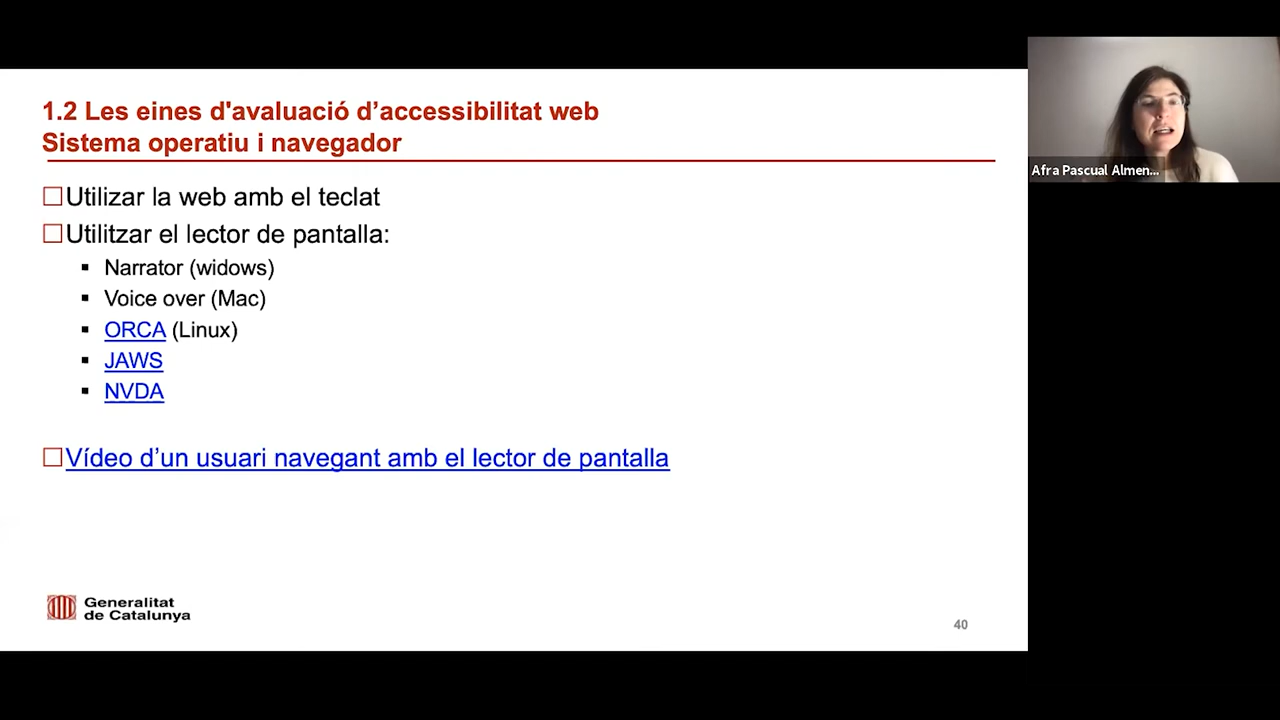 1.2 Les eines d'avaluació d’accessibilitat web
Sistema operatiu i navegador
Utilizar la web amb el teclat
Utilitzar el lector de pantalla:
Narrator (widows)
Voice over (Mac)
ORCA (Linux)
JAWS
NVDA
Vídeo d’un usuari navegant amb el lector de pantalla
Generalitat
de Catalunya
40
Afra Pascual Almen...